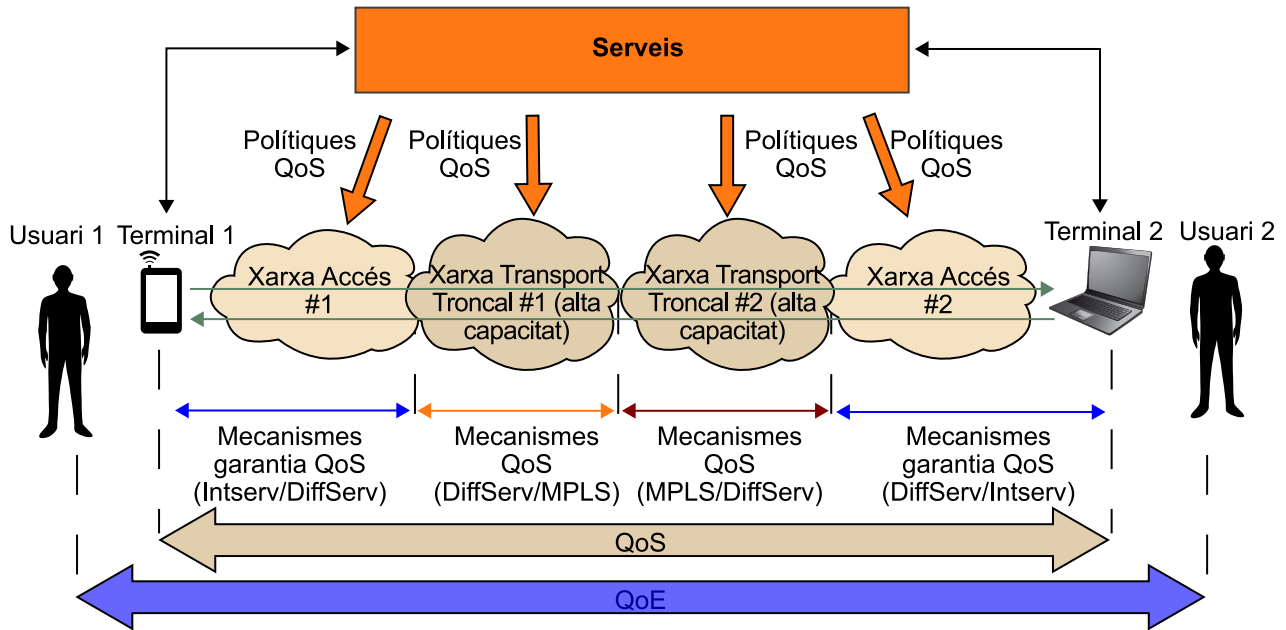 Serveis
Polítiques
QoS
Polítiques
QoS
Polítiques
QoS
Polítiques
QoS
Usuari 1
Terminal 1
Terminal 2
Usuari 2
Xarxa Accés
#1
Xarxa Transport
Troncal #1 (alta
capacitat)
Xarxa Transport
Troncal #2 (alta
capacitat)
Xarxa Accés
#2
Mecanismes
garantia QoS
(Intserv/DiffServ)
Mecanismes
QoS
(DiffServ/MPLS)
Mecanismes
QoS
(MPLS/DiffServ)
Mecanismes
garantia QoS
(DiffServ/Intserv)
QoS
QoE